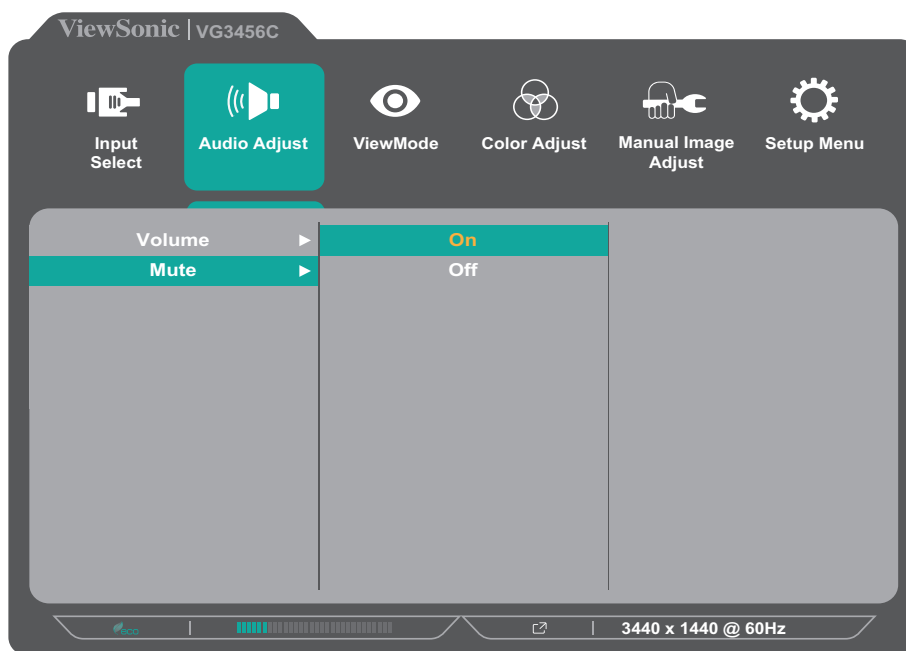 ViewSonic | VG3456C
Input Select
Audio Adjust
ViewMode
Color Adjust
Manual Image Adjust
Setup Menu
Volume
On
Mute
Off
eco
3440 x 1440 @ 60Hz